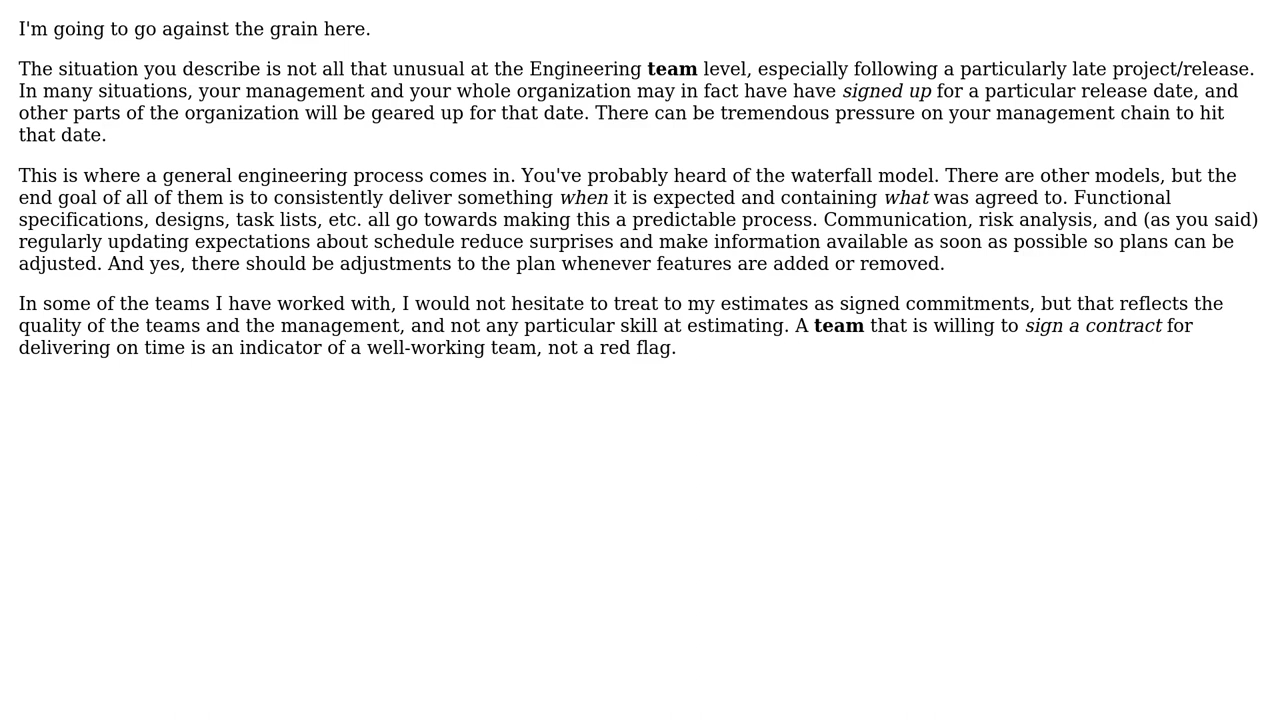 I'm going to go against the grain here.
The situation you describe is not all that unusual at the Engineering team level, especially following a particularly late project/release.
In many situations, your management and your whole organization may in fact have have signed up for a particular release date, and
other parts of the organization will be geared up for that date. There can be tremendous pressure on your management chain to hit
that date.
This is where a general engineering process comes in. You've probably heard of the waterfall model. There are other models, but the
end goal of all of them is to consistently deliver something when it is expected and containing what was agreed to. Functional
specifications, designs, task lists, etc. all go towards making this a predictable process. Communication, risk analysis, and (as you said)
regularly updating expectations about schedule reduce surprises and make information available as soon as possible so plans can be
adjusted. And yes, there should be adjustments to the plan whenever features are added or removed.
In some of the teams I have worked with, I would not hesitate to treat to my estimates as signed commitments, but that reflects the
quality of the teams and the management, and not any particular skill at estimating. A team that is willing to sign a contract for
delivering on time is an indicator of a well-working team, not a red flag.